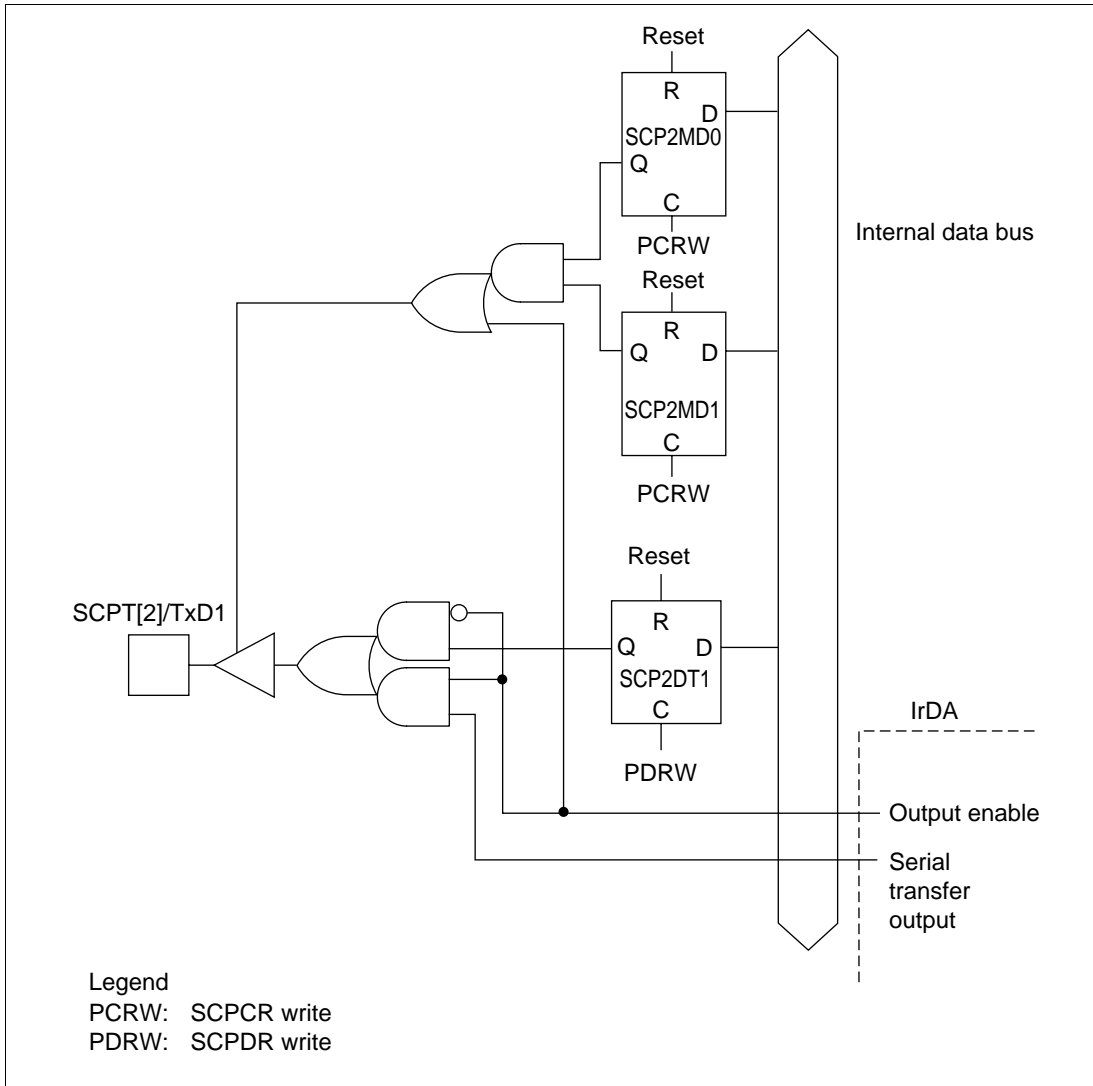 Reset
R
D
SCP2MD0
Q
C
PCRW
Internal data bus
Reset
R
Q
D
SCP2MD1
C
PCRW
Reset
SCPT[2]/TxD1
R
Q
D
SCP2DT1
C
IrDA
PDRW
Output enable
Serial
transfer
output
Legend
PCRW: SCPCR write
PDRW: SCPDR write